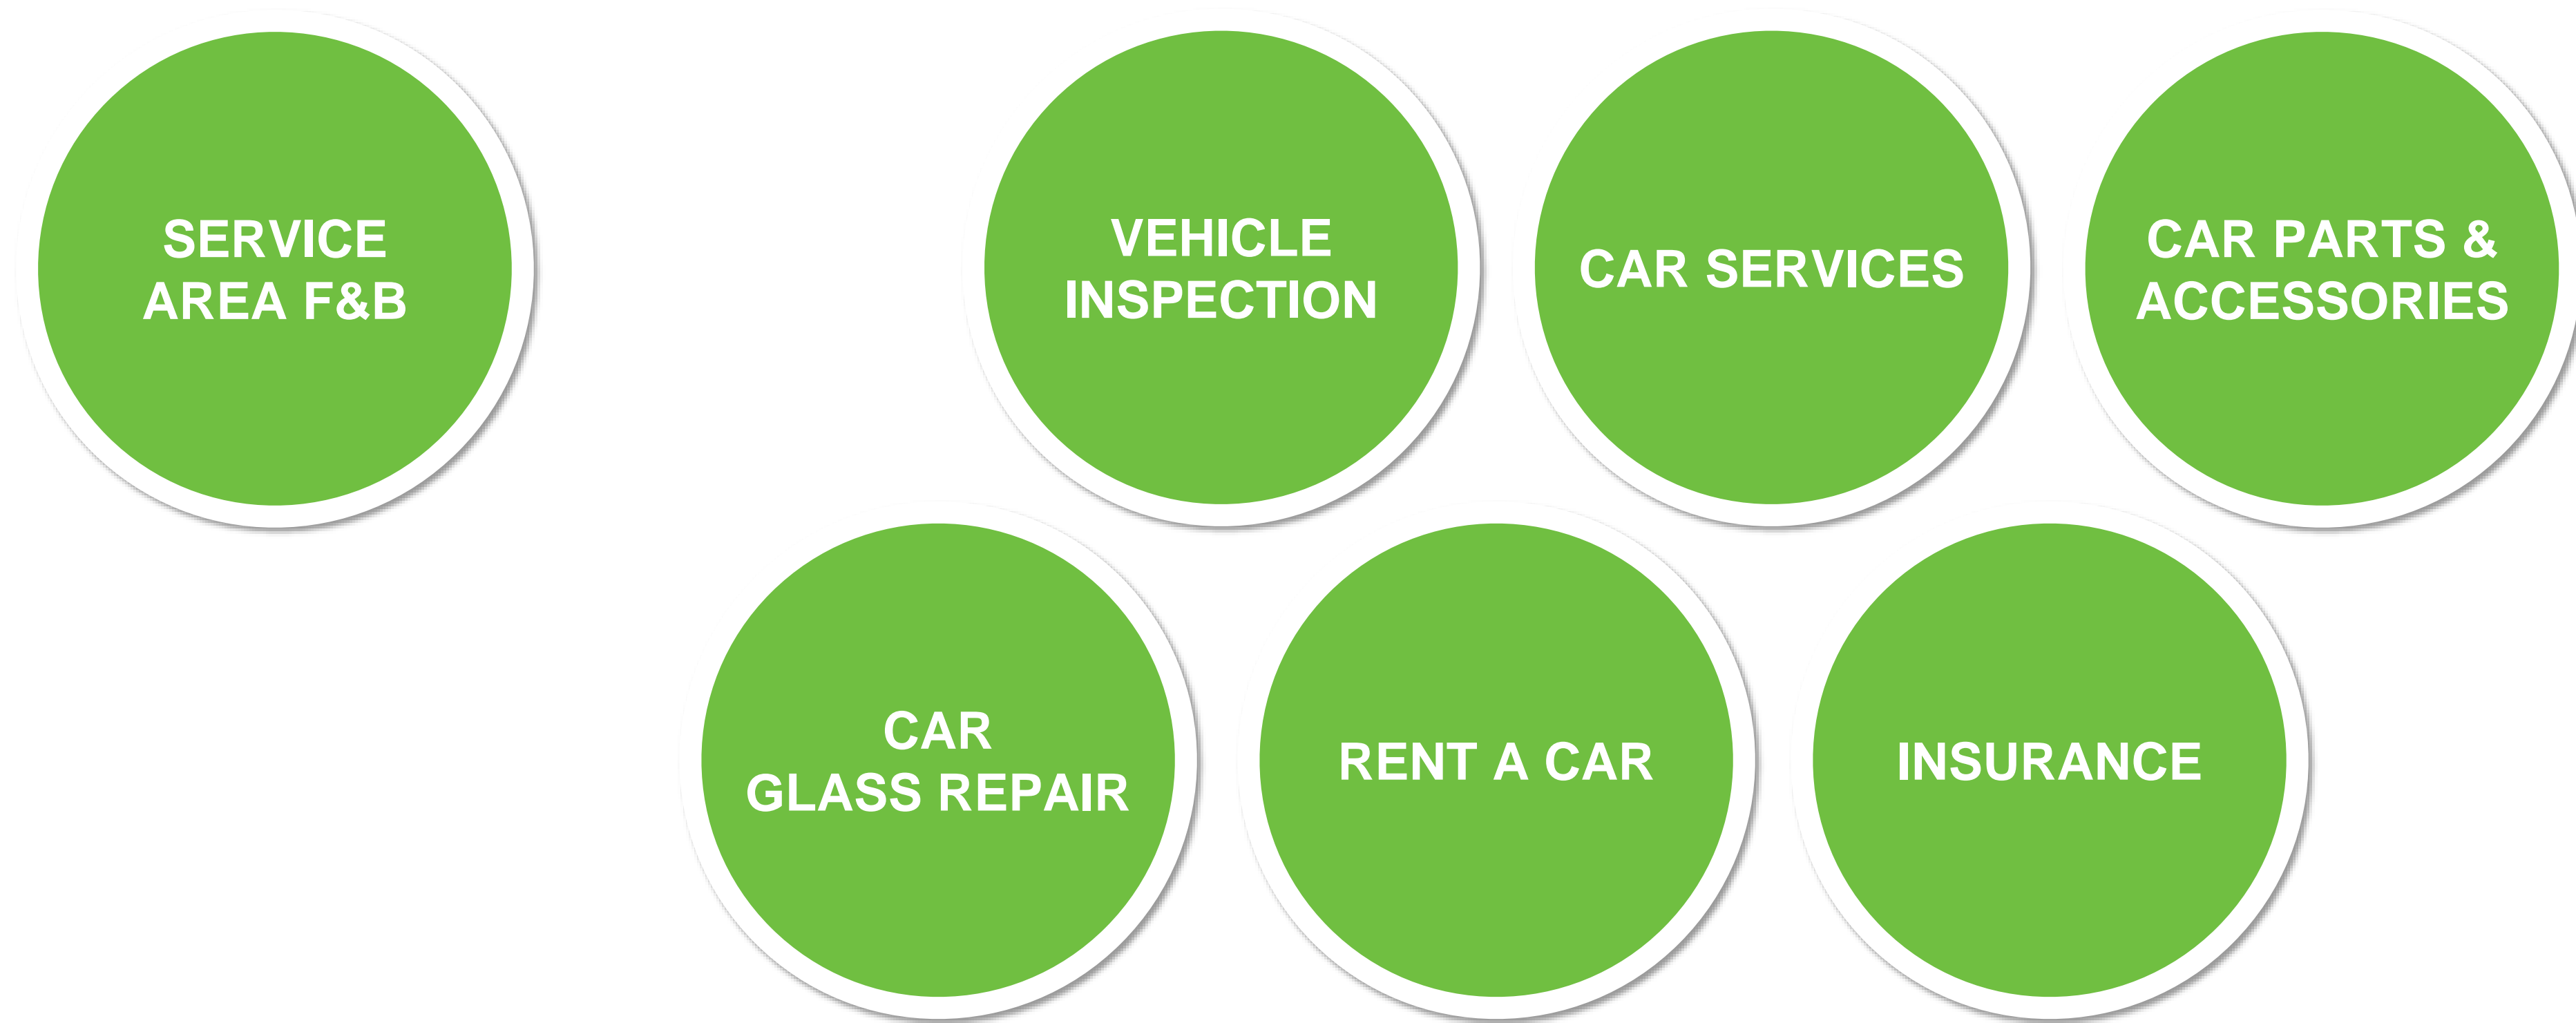 SERVICE
AREA F&B
VEHICLE
INSPECTION
CAR SERVICES
CAR PARTS &
ACCESSORIES
CAR
GLASS REPAIR
RENT A CAR
INSURANCE